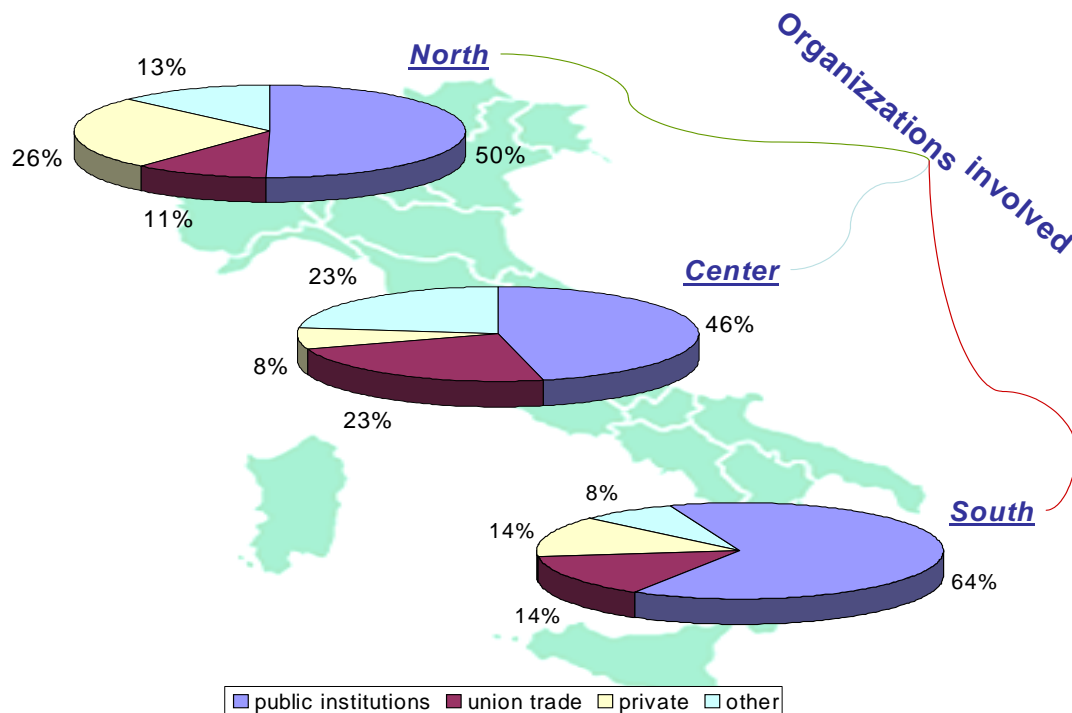 Organizzations involved
North
13%
50%
26%
11%
Center
23%
46%
8%
23%
South
8%
14%
64%
14%
public institutions union trade private other